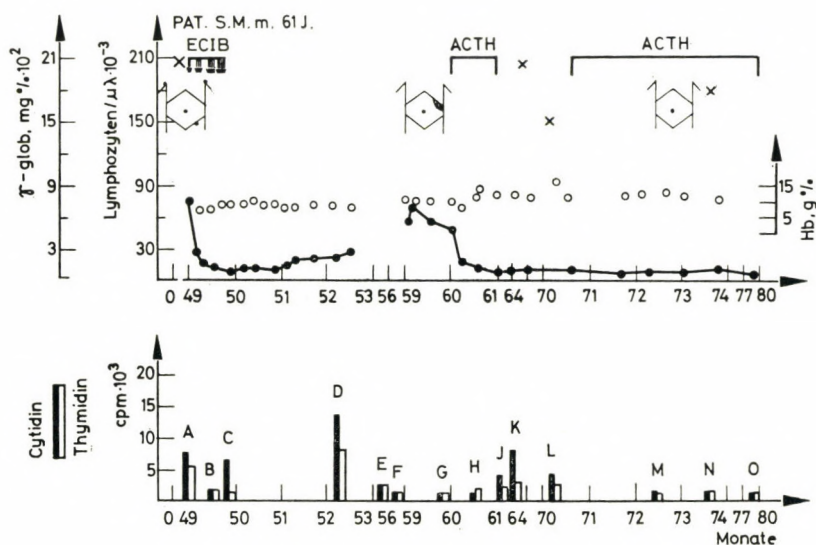 PAT. S.M. m. 61 J.
ECIB
ACTH
ACTH
γ-glob, mg %·10²
21
15
9
3
Lymphozyten/μλ·10⁻³
210
150
90
30
Hb, g %
15
5
0 49 50 51 52 53 56 59 60 61 64 70 71 72 73 74 77 80
Cytidin
Thymidin
cpm·10³
20
15
10
5
A B C D E F G H J K L M N O
0 49 50 51 52 53 56 59 60 61 64 70 71 72 73 74 77 80
Monate